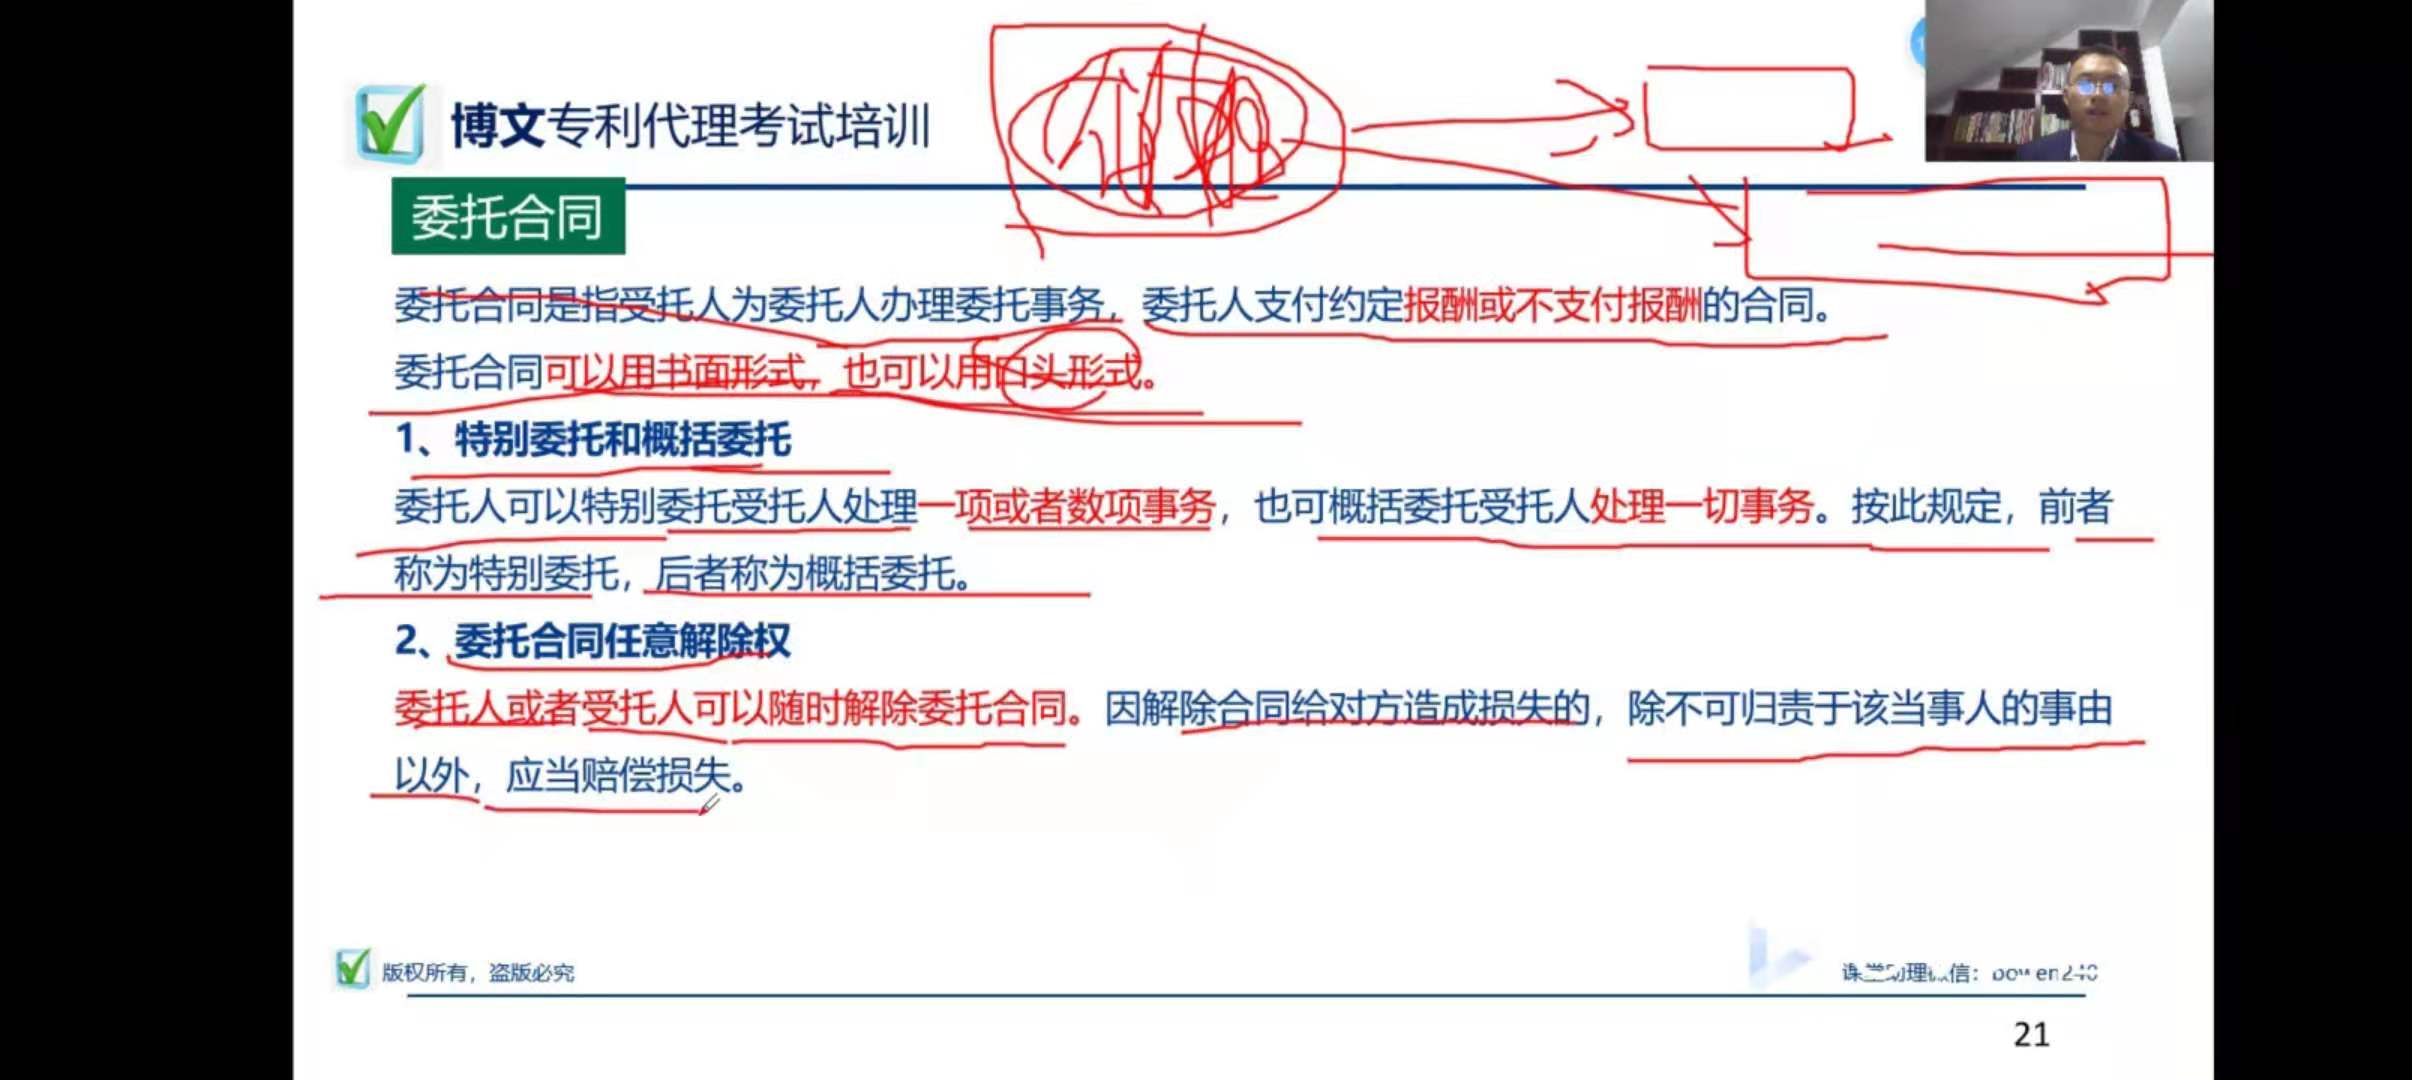 博文专利代理考试培训
委托合同
委托合同是指受托人为委托人办理委托事务，委托人支付约定报酬或不支付报酬的合同。
委托合同可以用书面形式，也可以用口头形式。
1、特别委托和概括委托
委托人可以特别委托受托人处理一项或者数项事务，也可概括委托受托人处理一切事务。按此规定，前者
称为特别委托，后者称为概括委托。
2、委托合同任意解除权
委托人或者受托人可以随时解除委托合同。因解除合同给对方造成损失的，除不可归责于该当事人的事由
以外，应当赔偿损失。
版权所有，盗版必究
课堂助理微信：
21